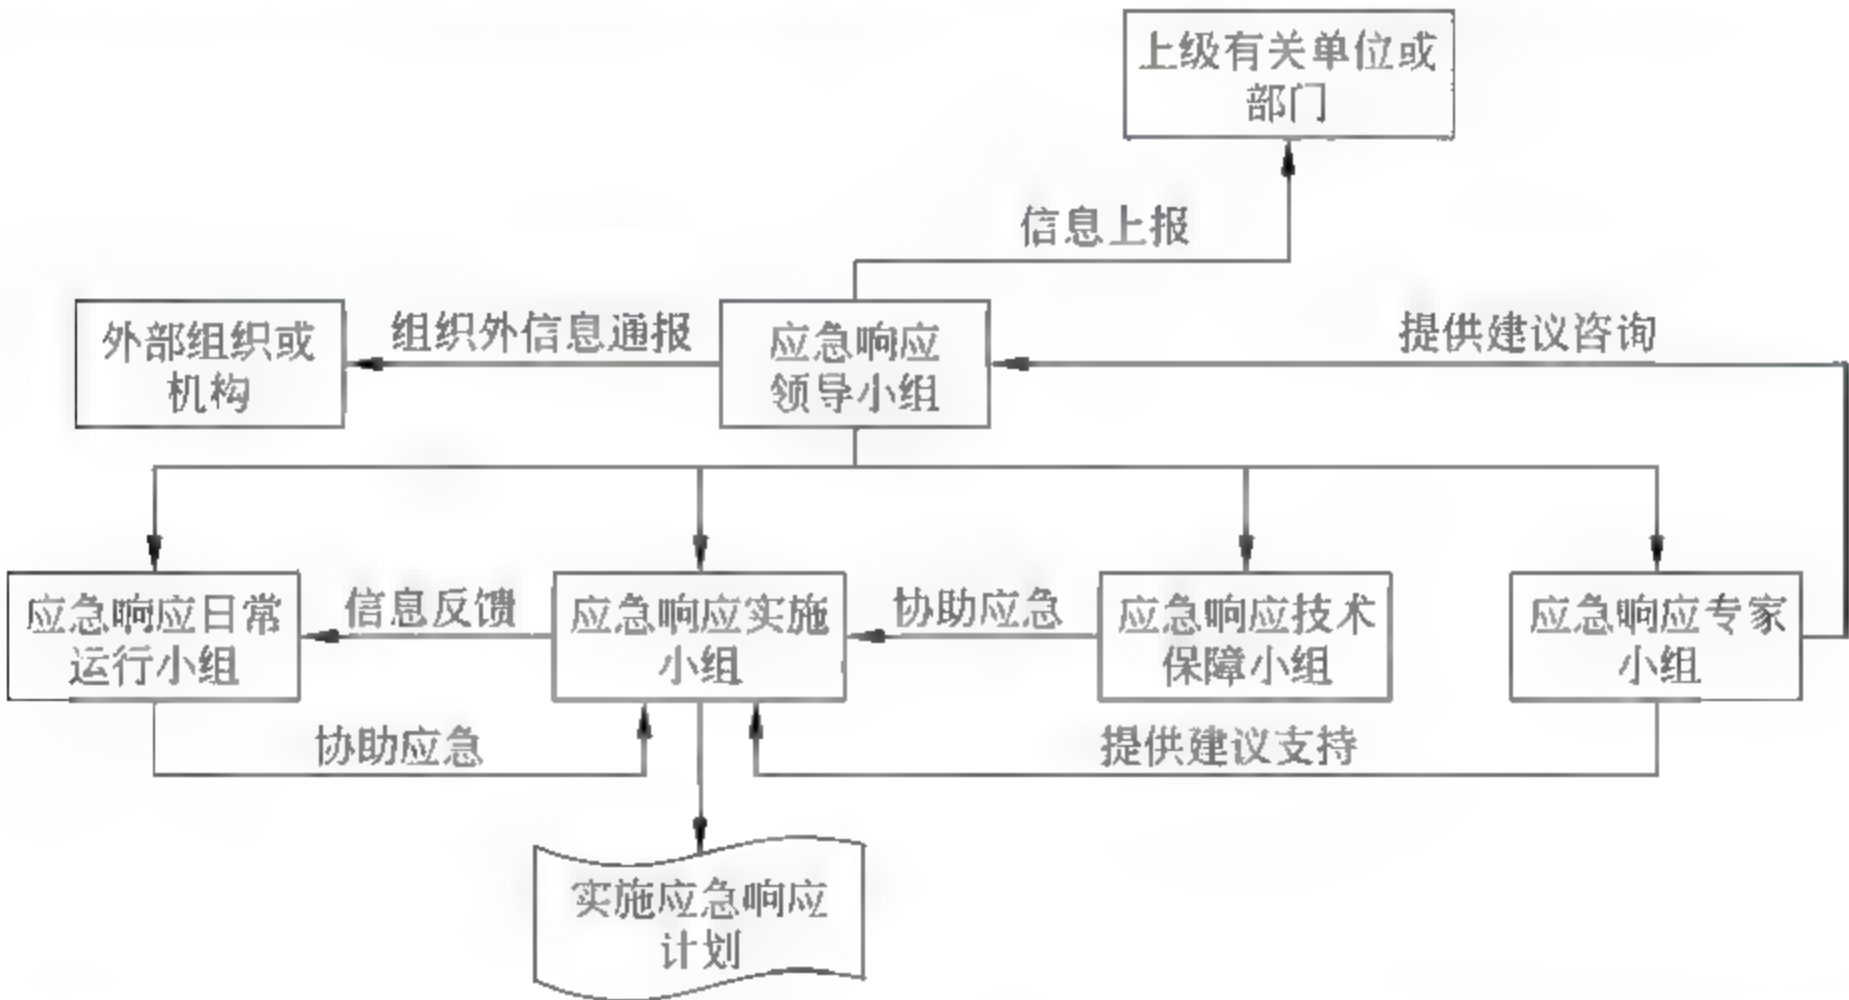 上级有关单位或
部门
信息上报
外部组织或
机构
组织外信息通报
应急响应
领导小组
提供建议咨询
应急响应日常
运行小组
信息反馈
应急响应实施
小组
协助应急
应急响应技术
保障小组
应急响应专家
小组
协助应急
提供建议支持
实施应急响应
计划